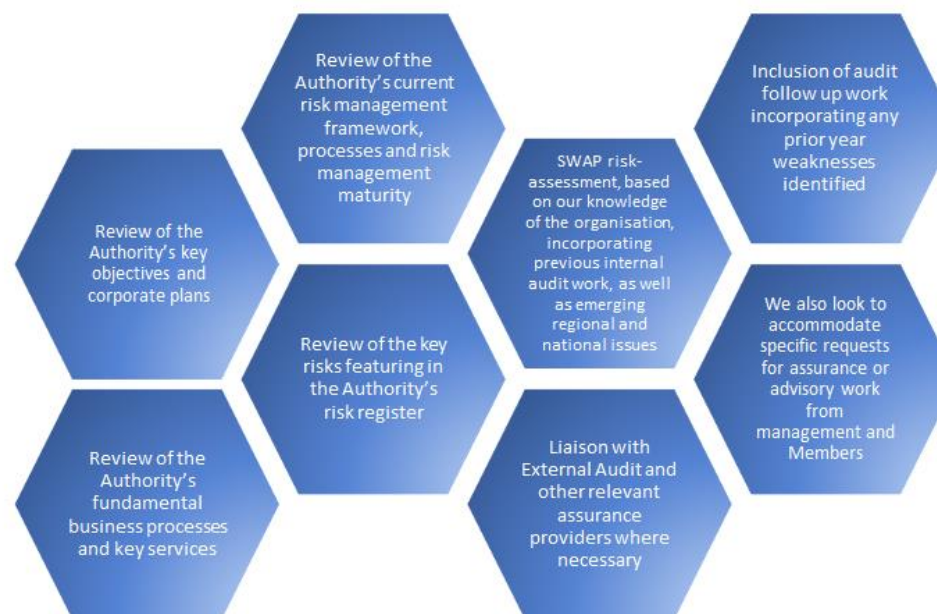 Review of the
Authority's key
objectives and
corporate plans
Review of the
Authority's
fundamental
business processes
and key services
Review of the
Authority's current
risk management
framework,
processes and risk
management
maturity
Review of the key
risks featuring in
the Authority's
risk register
SWAP risk-
assessment, based
on our knowledge
of the organisation,
incorporating
previous internal
audit work, as well
as emerging
regional and
national issues
Liaison with
External Audit and
other relevant
assurance
providers where
necessary
Inclusion of audit
follow up work
incorporating any
prior year
weaknesses
identified
We also look to
accommodate
specific requests
for assurance or
advisory work
from
management and
Members